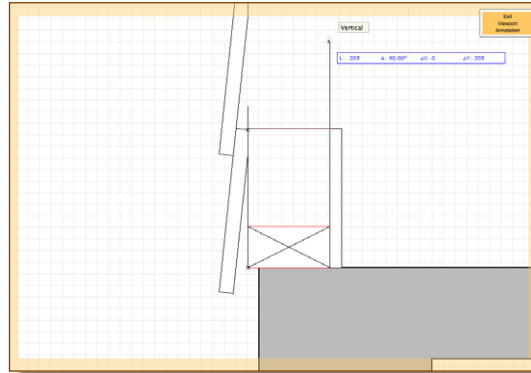 Exit
Viewport
Annotation
Vertical
L: 205 A: 90.00° ΔX: 0 ΔY: 205